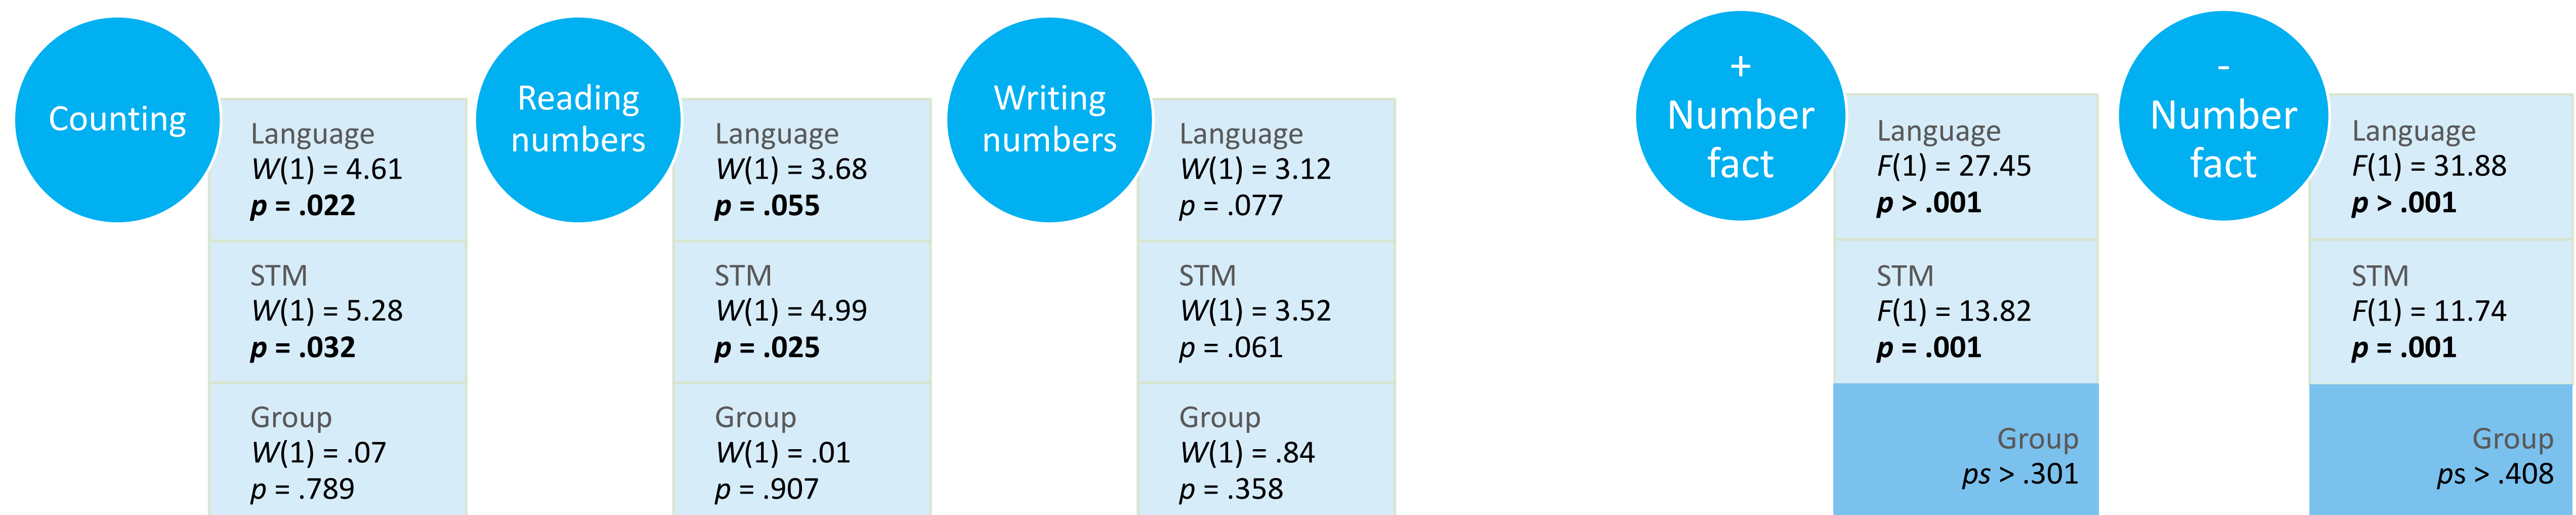 Counting
Language
W(1) = 4.61
p = .022
STM
W(1) = 5.28
p = .032
Group
W(1) = .07
p = .789
Reading
numbers
Language
W(1) = 3.68
p = .055
STM
W(1) = 4.99
p = .025
Group
W(1) = .01
p = .907
Writing
numbers
Language
W(1) = 3.12
p = .077
STM
W(1) = 3.52
p = .061
Group
W(1) = .84
p = .358
+
Number
fact
Language
F(1) = 27.45
p > .001
STM
F(1) = 13.82
p = .001
Group
ps > .301
-
Number
fact
Language
F(1) = 31.88
p > .001
STM
F(1) = 11.74
p = .001
Group
ps > .408